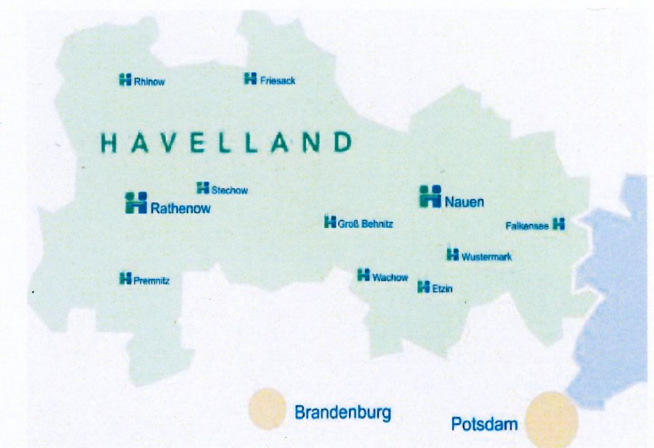 Rhinow
Friesack
HAVELLAND
Stechow
Rathenow
Nauen
Groß Behnitz
Falkensee
Wustermark
Premnitz
Wachow
Etzin
Brandenburg
Potsdam